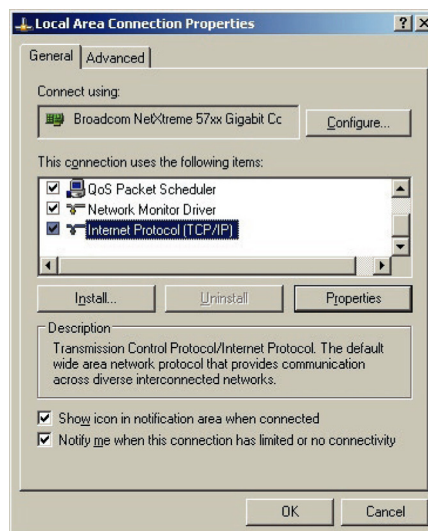 Local Area Connection Properties
General Advanced
Connect using:
Broadcom NetXtreme 57xx Gigabit Cc
Configure...
This connection uses the following items:
QoS Packet Scheduler
Network Monitor Driver
Internet Protocol (TCP/IP)
Install... Uninstall Properties
Description
Transmission Control Protocol/Internet Protocol. The default
wide area network protocol that provides communication
across diverse interconnected networks.
Show icon in notification area when connected
Notify me when this connection has limited or no connectivity
OK Cancel